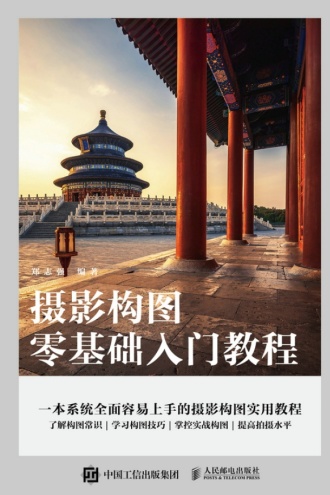 郑志强 编著
摄影构图
零基础入门教程
一本系统全面容易上手的摄影构图实用教程
了解构图常识 | 学习构图技巧 | 掌控实战构图 | 提高拍摄水平
中国工信出版集团
人民邮电出版社
POSTS & TELECOM PRESS